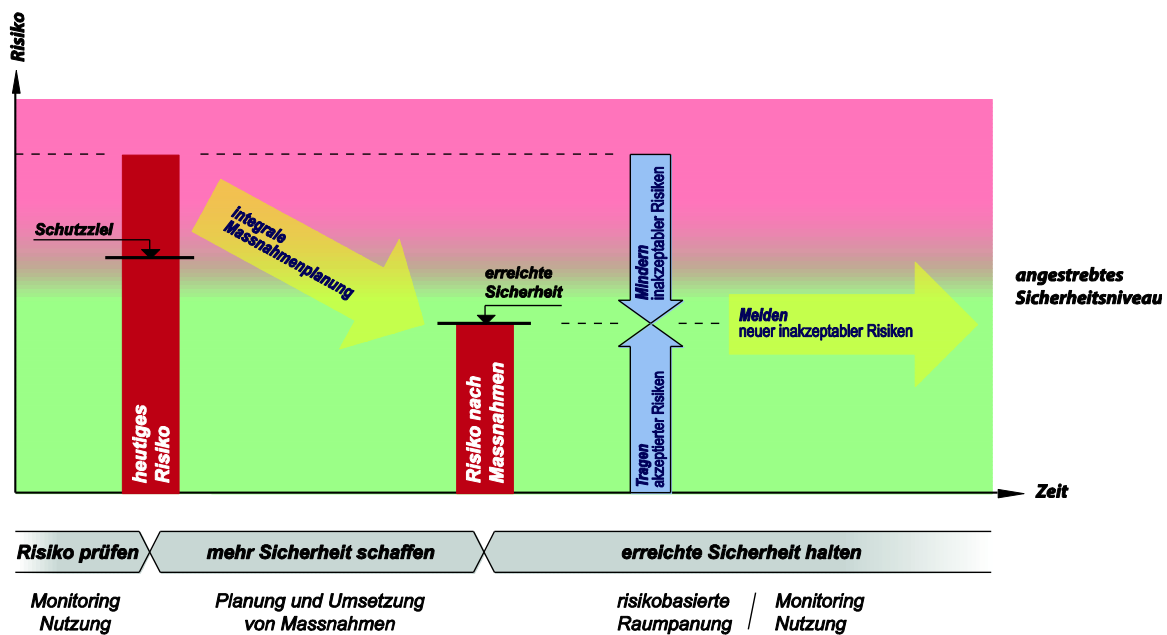 Risiko
Schutzziel
integrale
Massnahmenplanung
erreichte
Sicherheit
heutiges
Risiko
Risiko nach
Massnahmen
Mindern
inakzeptabler Risiken
Tragen
akzeptierter Risiken
Melden
neuer inakzeptabler Risiken
angestrebtes
Sicherheitsniveau
Zeit
Risiko prüfen
mehr Sicherheit schaffen
erreichte Sicherheit halten
Monitoring
Nutzung
Planung und Umsetzung
von Massnahmen
risikobasierte
Raumpanung
/
Monitoring
Nutzung